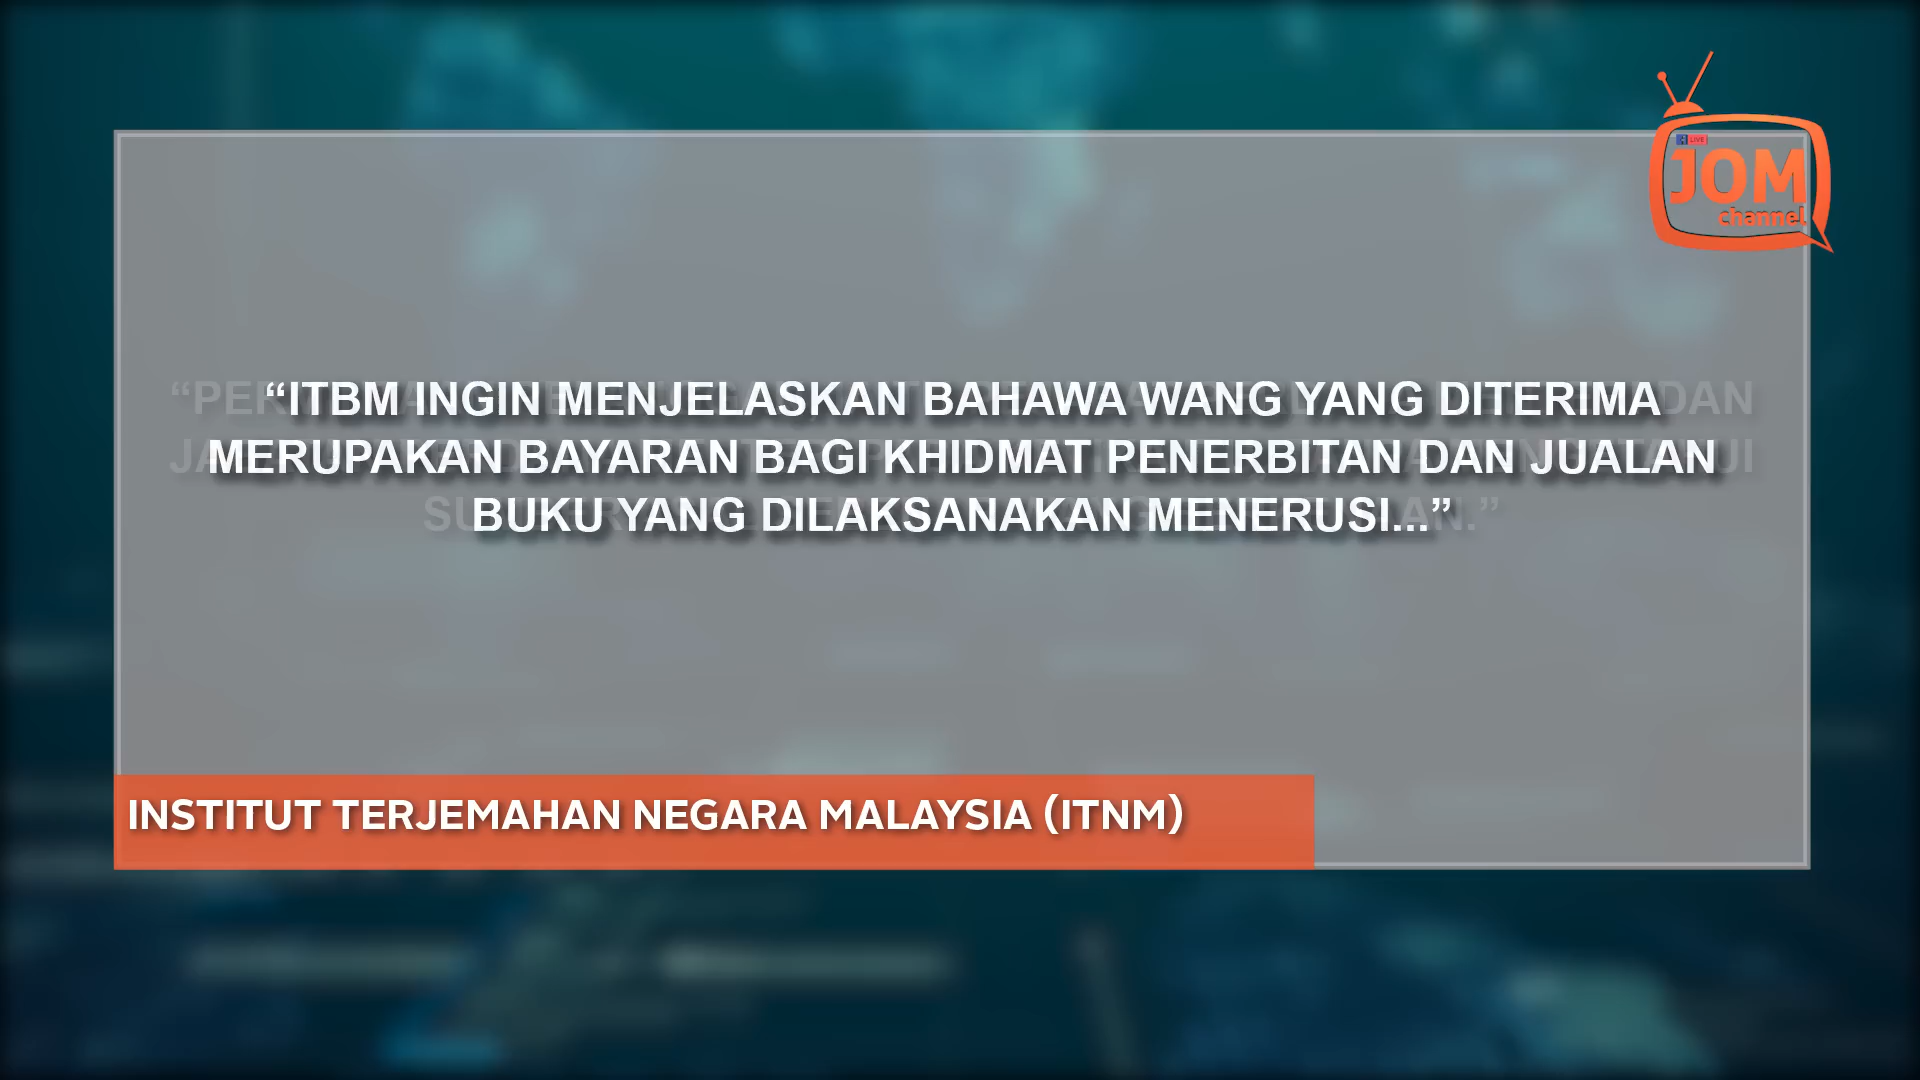 LIVE
JOM
channel
“ITBM INGIN MENJELASKAN BAHAWA WANG YANG DITERIMA
MERUPAKAN BAYARAN BAGI KHIDMAT PENERBITAN DAN JUALAN
BUKU YANG DILAKSANAKAN MENERUSI...”
INSTITUT TERJEMAHAN NEGARA MALAYSIA (ITNM)